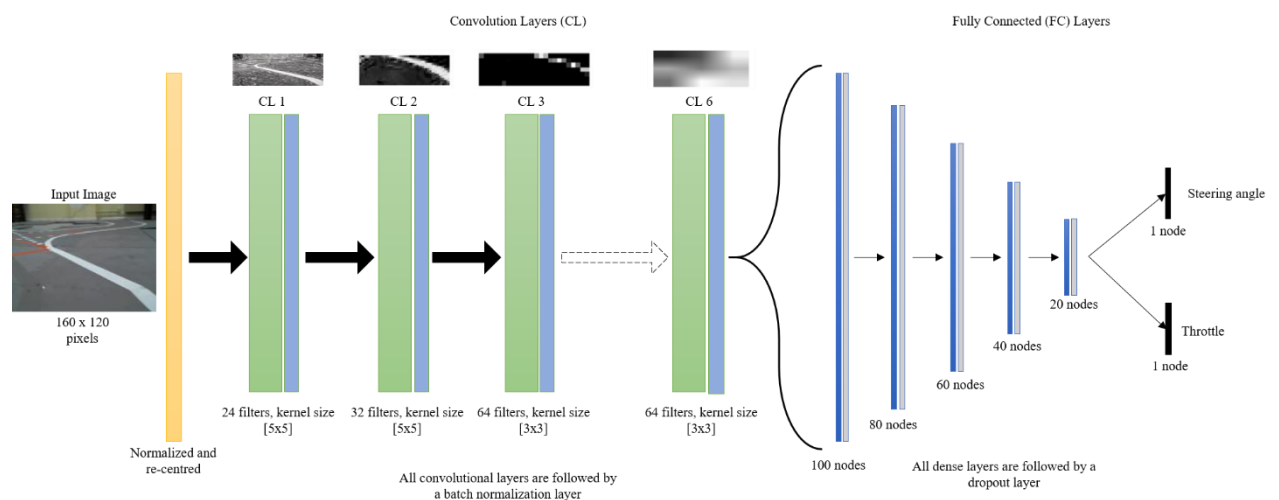 Convolution Layers (CL)
Fully Connected (FC) Layers
CL 1
CL 2
CL 3
CL 6
Input Image
160 x 120
pixels
Normalized and
re-centred
24 filters, kernel size
[5x5]
32 filters, kernel size
[5x5]
64 filters, kernel size
[3x3]
64 filters, kernel size
[3x3]
All convolutional layers are followed by
a batch normalization layer
100 nodes
80 nodes
60 nodes
40 nodes
20 nodes
Steering angle
1 node
Throttle
1 node
All dense layers are followed by a
dropout layer